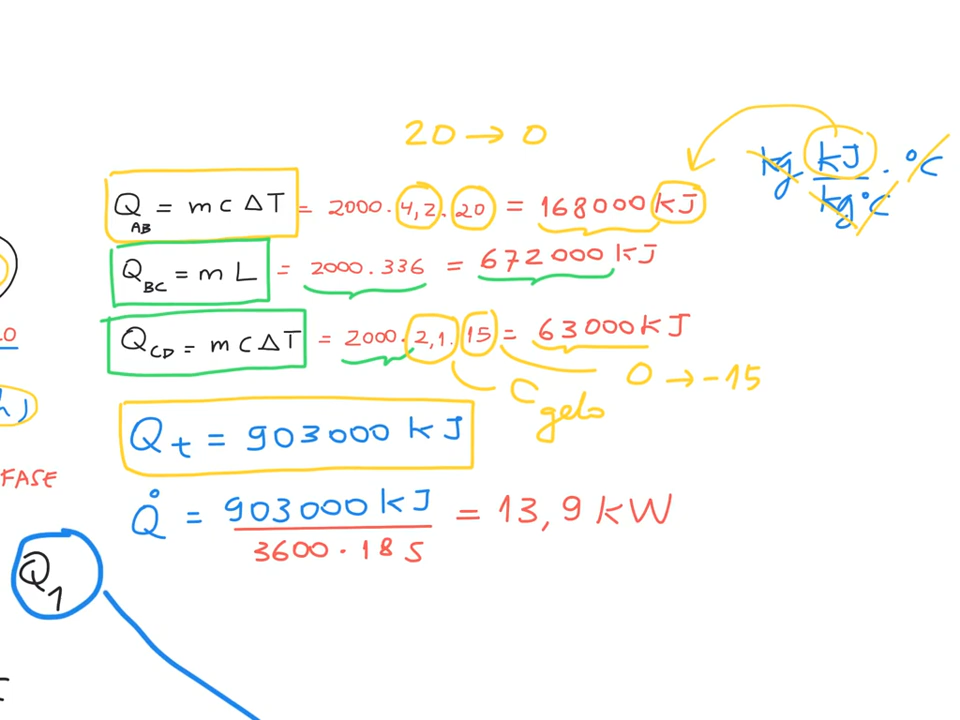 20 → 0
kg kJ/kg°C . °C
Q_AB = m c ΔT = 2000 . 4,2 . 20 = 168000 kJ
Q_BC = m L = 2000 . 336 = 672000 kJ
Q_CD = m c ΔT = 2000 . 2,1 . 15 = 63000 kJ
C gelo
0 → -15
Q_t = 903000 kJ
FASE
Q̇ = 903000 kJ / 3600 . 18 s = 13,9 kW
Q_1